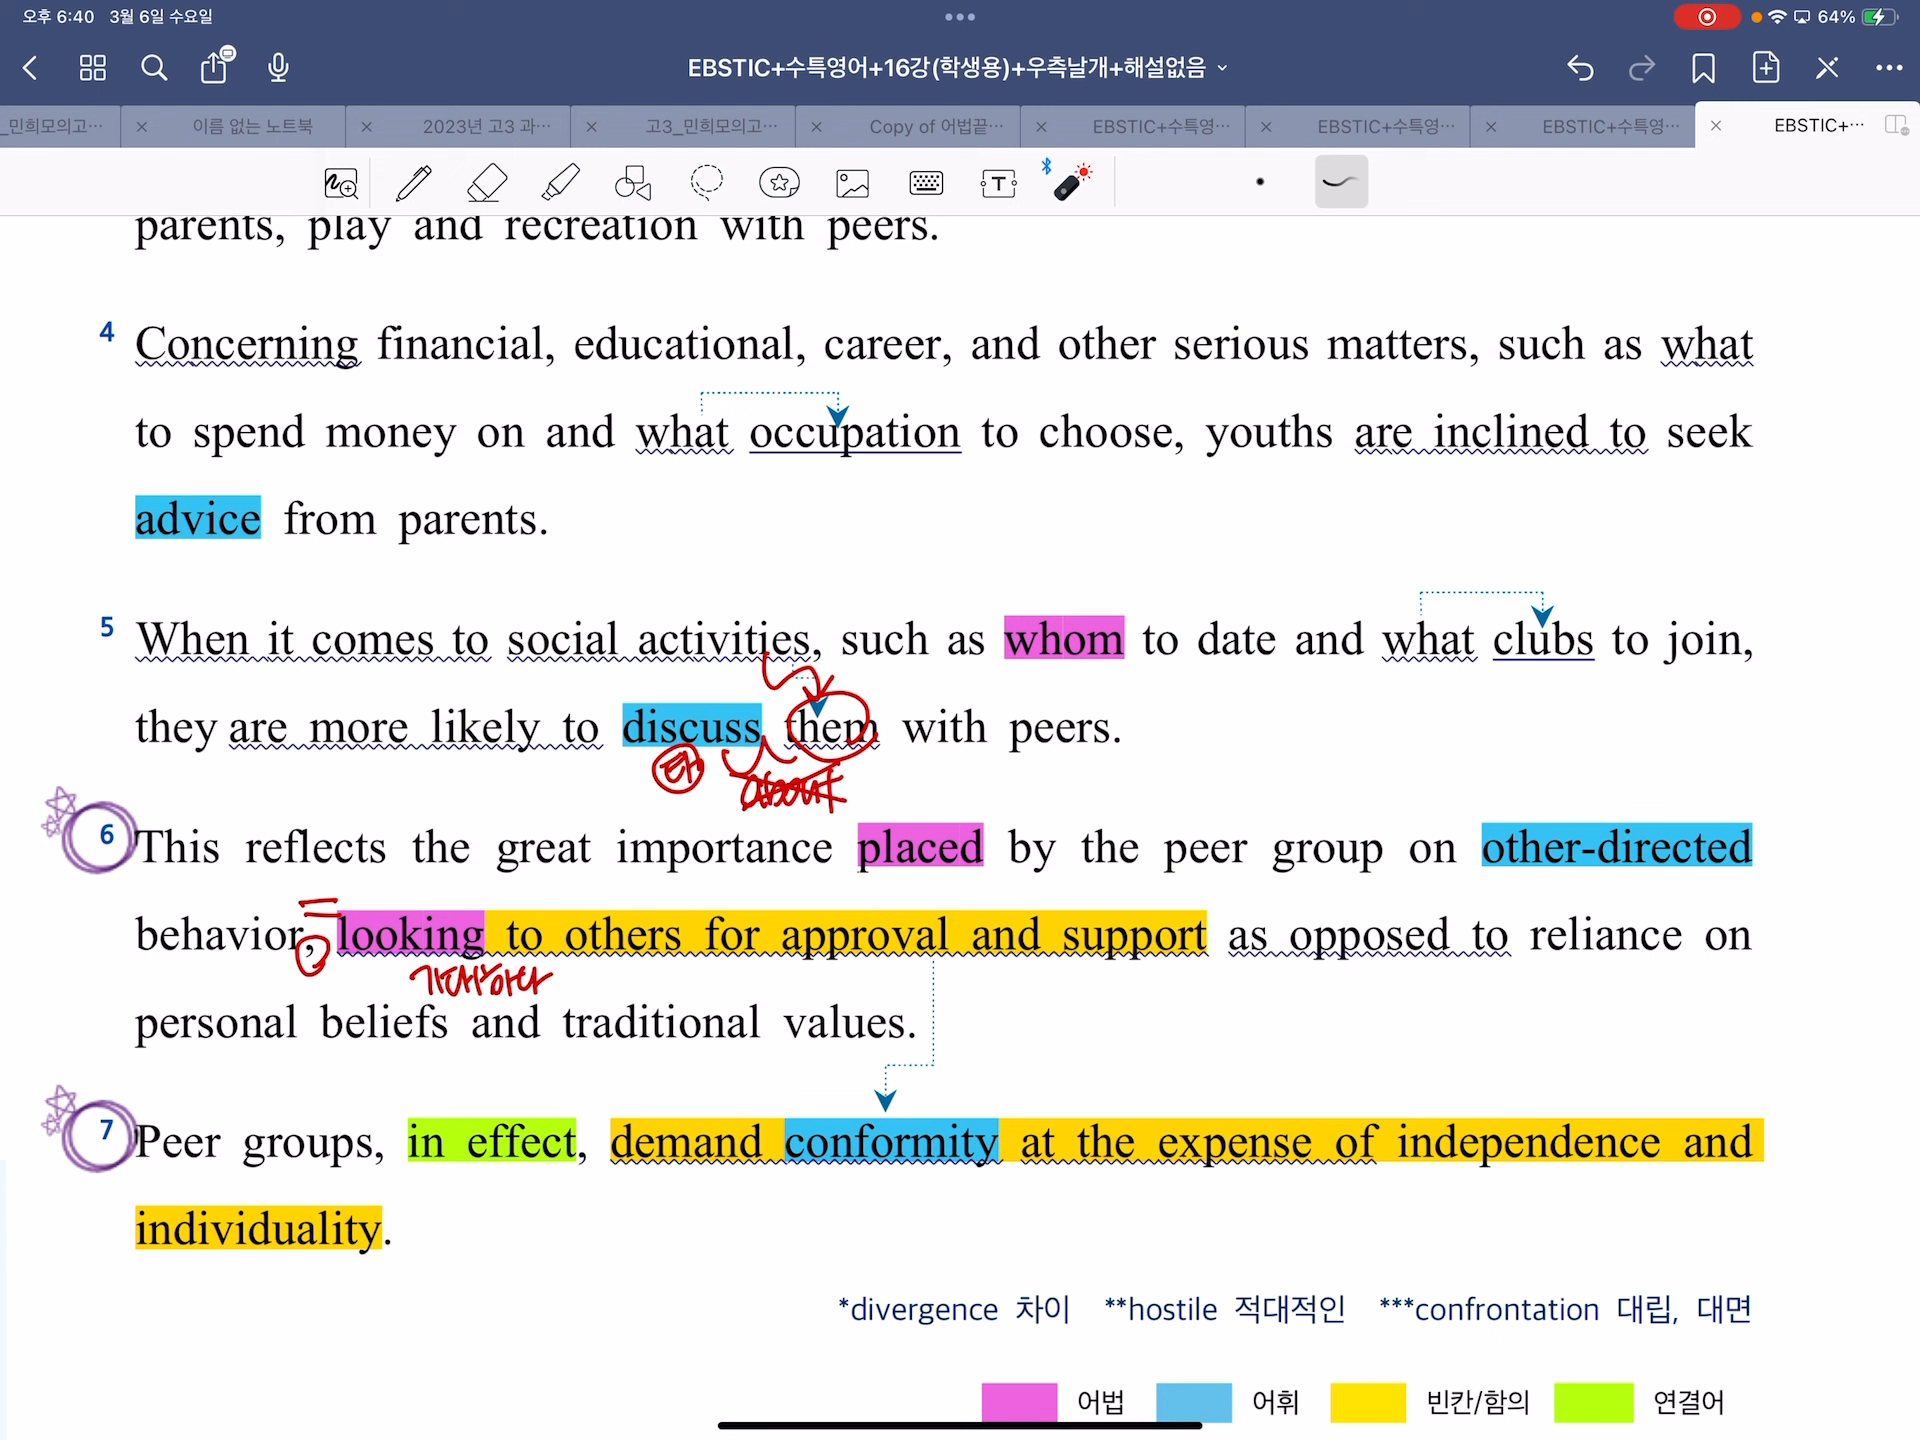 오후 6:40 3월 6일 수요일
64%
EBSTIC+수특영어+16강(학생용)+우측날개+해설없음
_민희모의고… 이름 없는 노트북 2023년 고3 과… 고3_민희모의고… Copy of 어법끝… EBSTIC+수특영… EBSTIC+수특영… EBSTIC+수특영… EBSTIC+…
parents, play and recreation with peers.
4 Concerning financial, educational, career, and other serious matters, such as what
to spend money on and what occupation to choose, youths are inclined to seek
advice from parents.
5 When it comes to social activities, such as whom to date and what clubs to join,
they are more likely to discuss them with peers.
타 about
6 This reflects the great importance placed by the peer group on other-directed
behavior, looking to others for approval and support as opposed to reliance on
personal beliefs and traditional values.
7 Peer groups, in effect, demand conformity at the expense of independence and
individuality.
*divergence 차이 **hostile 적대적인 ***confrontation 대립, 대면
어법 어휘 빈칸/함의 연결어